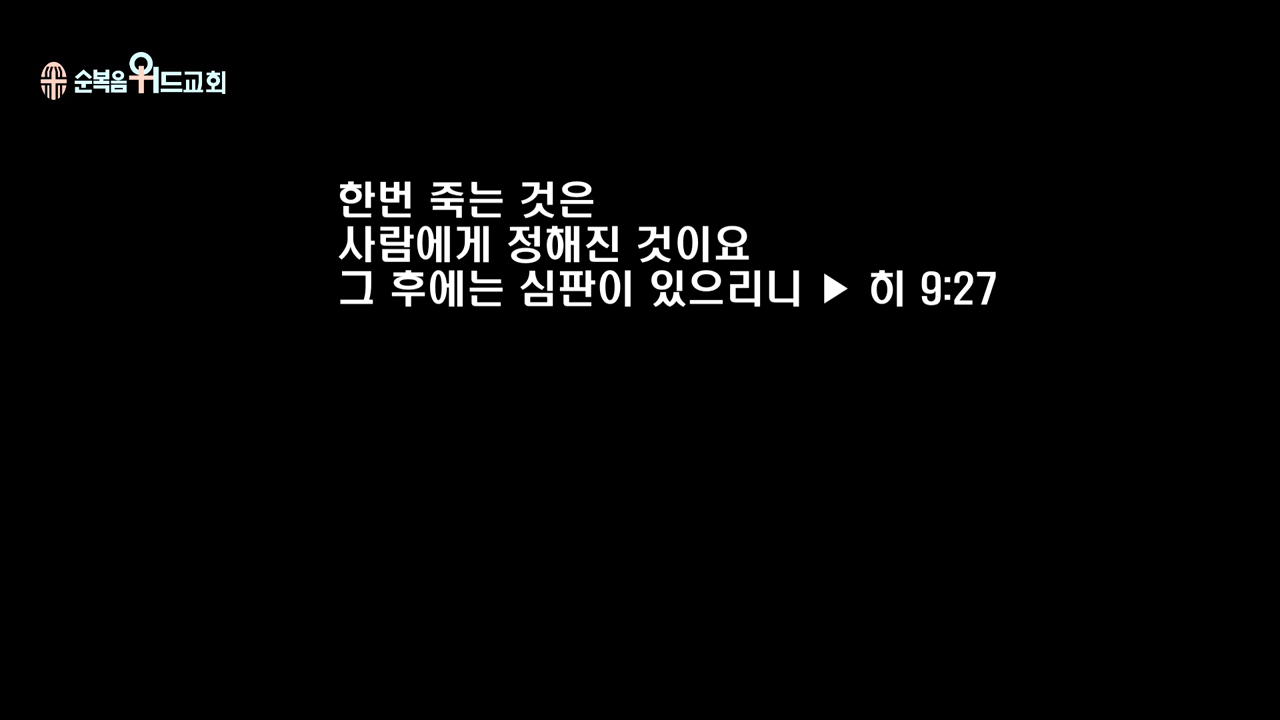 순복음워드교회
한번 죽는 것은
사람에게 정해진 것이요
그 후에는 심판이 있으리니 ▶ 히 9:27